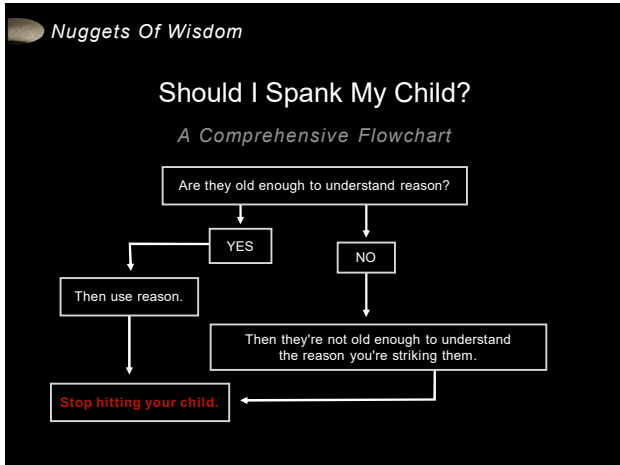 Nuggets Of Wisdom
Should I Spank My Child?
A Comprehensive Flowchart
Are they old enough to understand reason?
YES
NO
Then use reason.
Then they're not old enough to understand
the reason you're striking them.
Stop hitting your child.